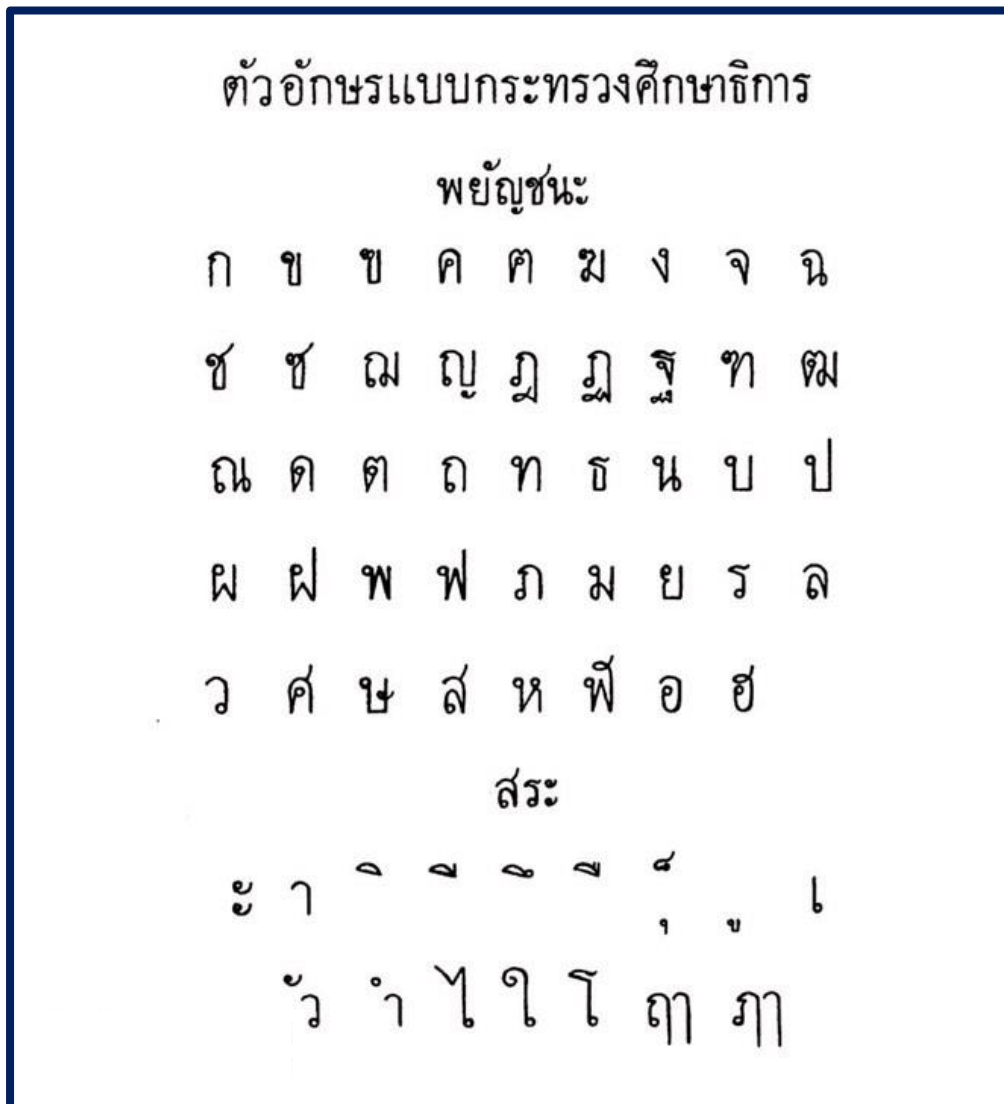 ตัวอักษรแบบกระทรวงศึกษาธิการ
พยัญชนะ
ก ข ฃ ค ฅ ฆ ง จ ฉ
ช ซ ฌ ญ ฎ ฏ ฐ ฑ ฒ
ณ ด ต ถ ท ธ น บ ป
ผ ฝ พ ฟ ภ ม ย ร ล
ว ศ ษ ส ห ฬ อ ฮ
สระ
ะ า ิ ี ึ ื ็ ุ ู เ
ัว ำ ไ ใ โ ฤๅ ฦๅ